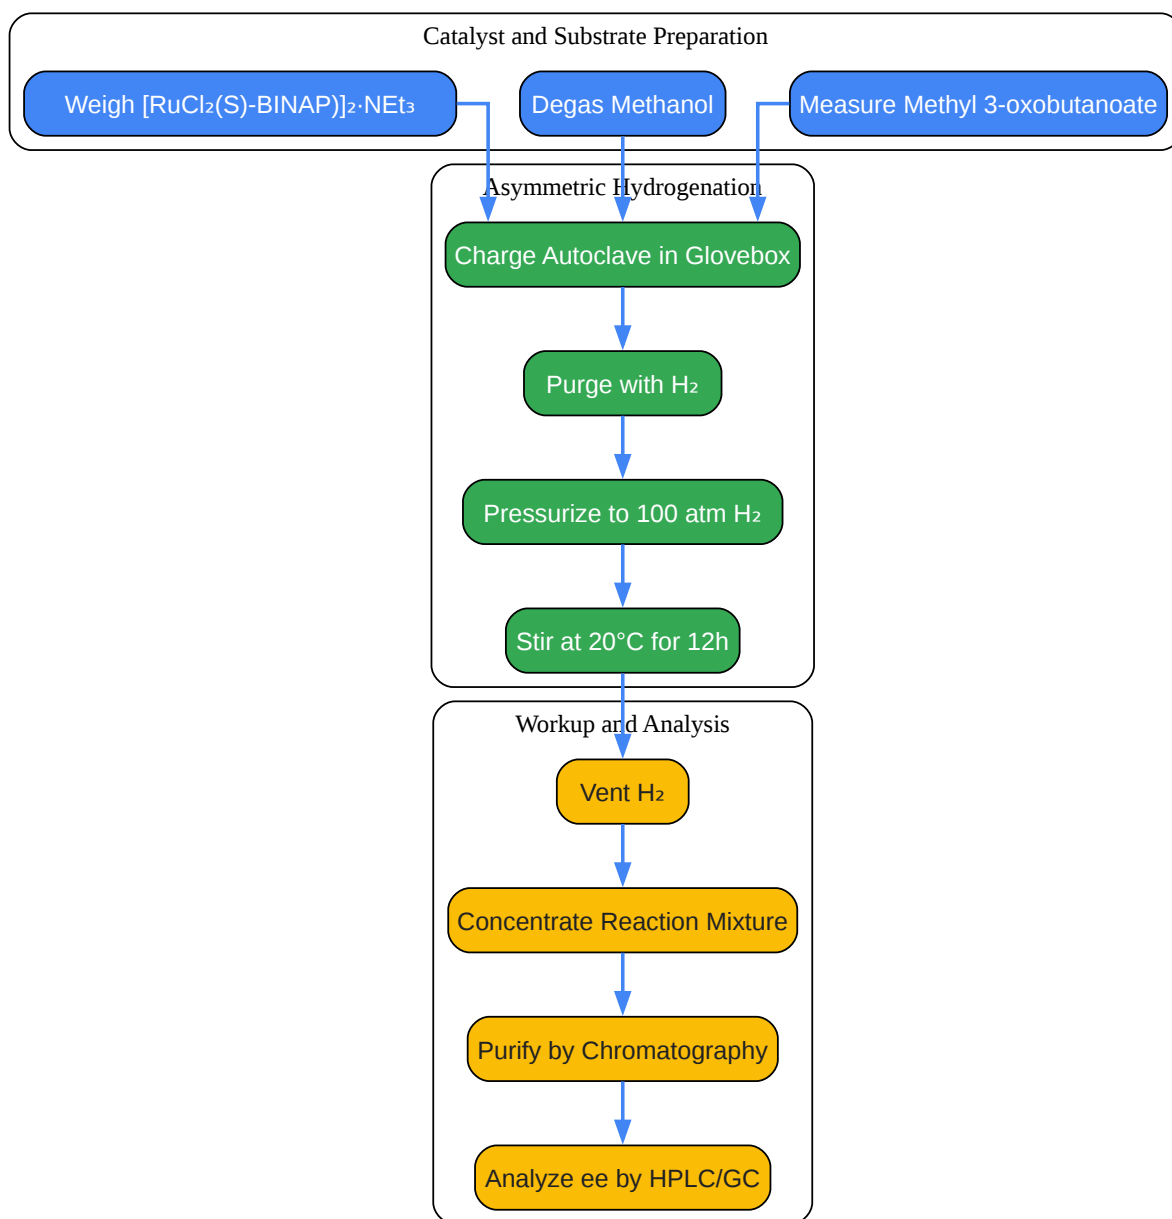 Catalyst and Substrate Preparation
Weigh [RuCl₂(S)-BINAP)]₂·NEt₃
Degas Methanol
Measure Methyl 3-oxobutanoate
Asymmetric Hydrogenation
Charge Autoclave in Glovebox
Purge with H₂
Pressurize to 100 atm H₂
Stir at 20°C for 12h
Workup and Analysis
Vent H₂
Concentrate Reaction Mixture
Purify by Chromatography
Analyze ee by HPLC/GC